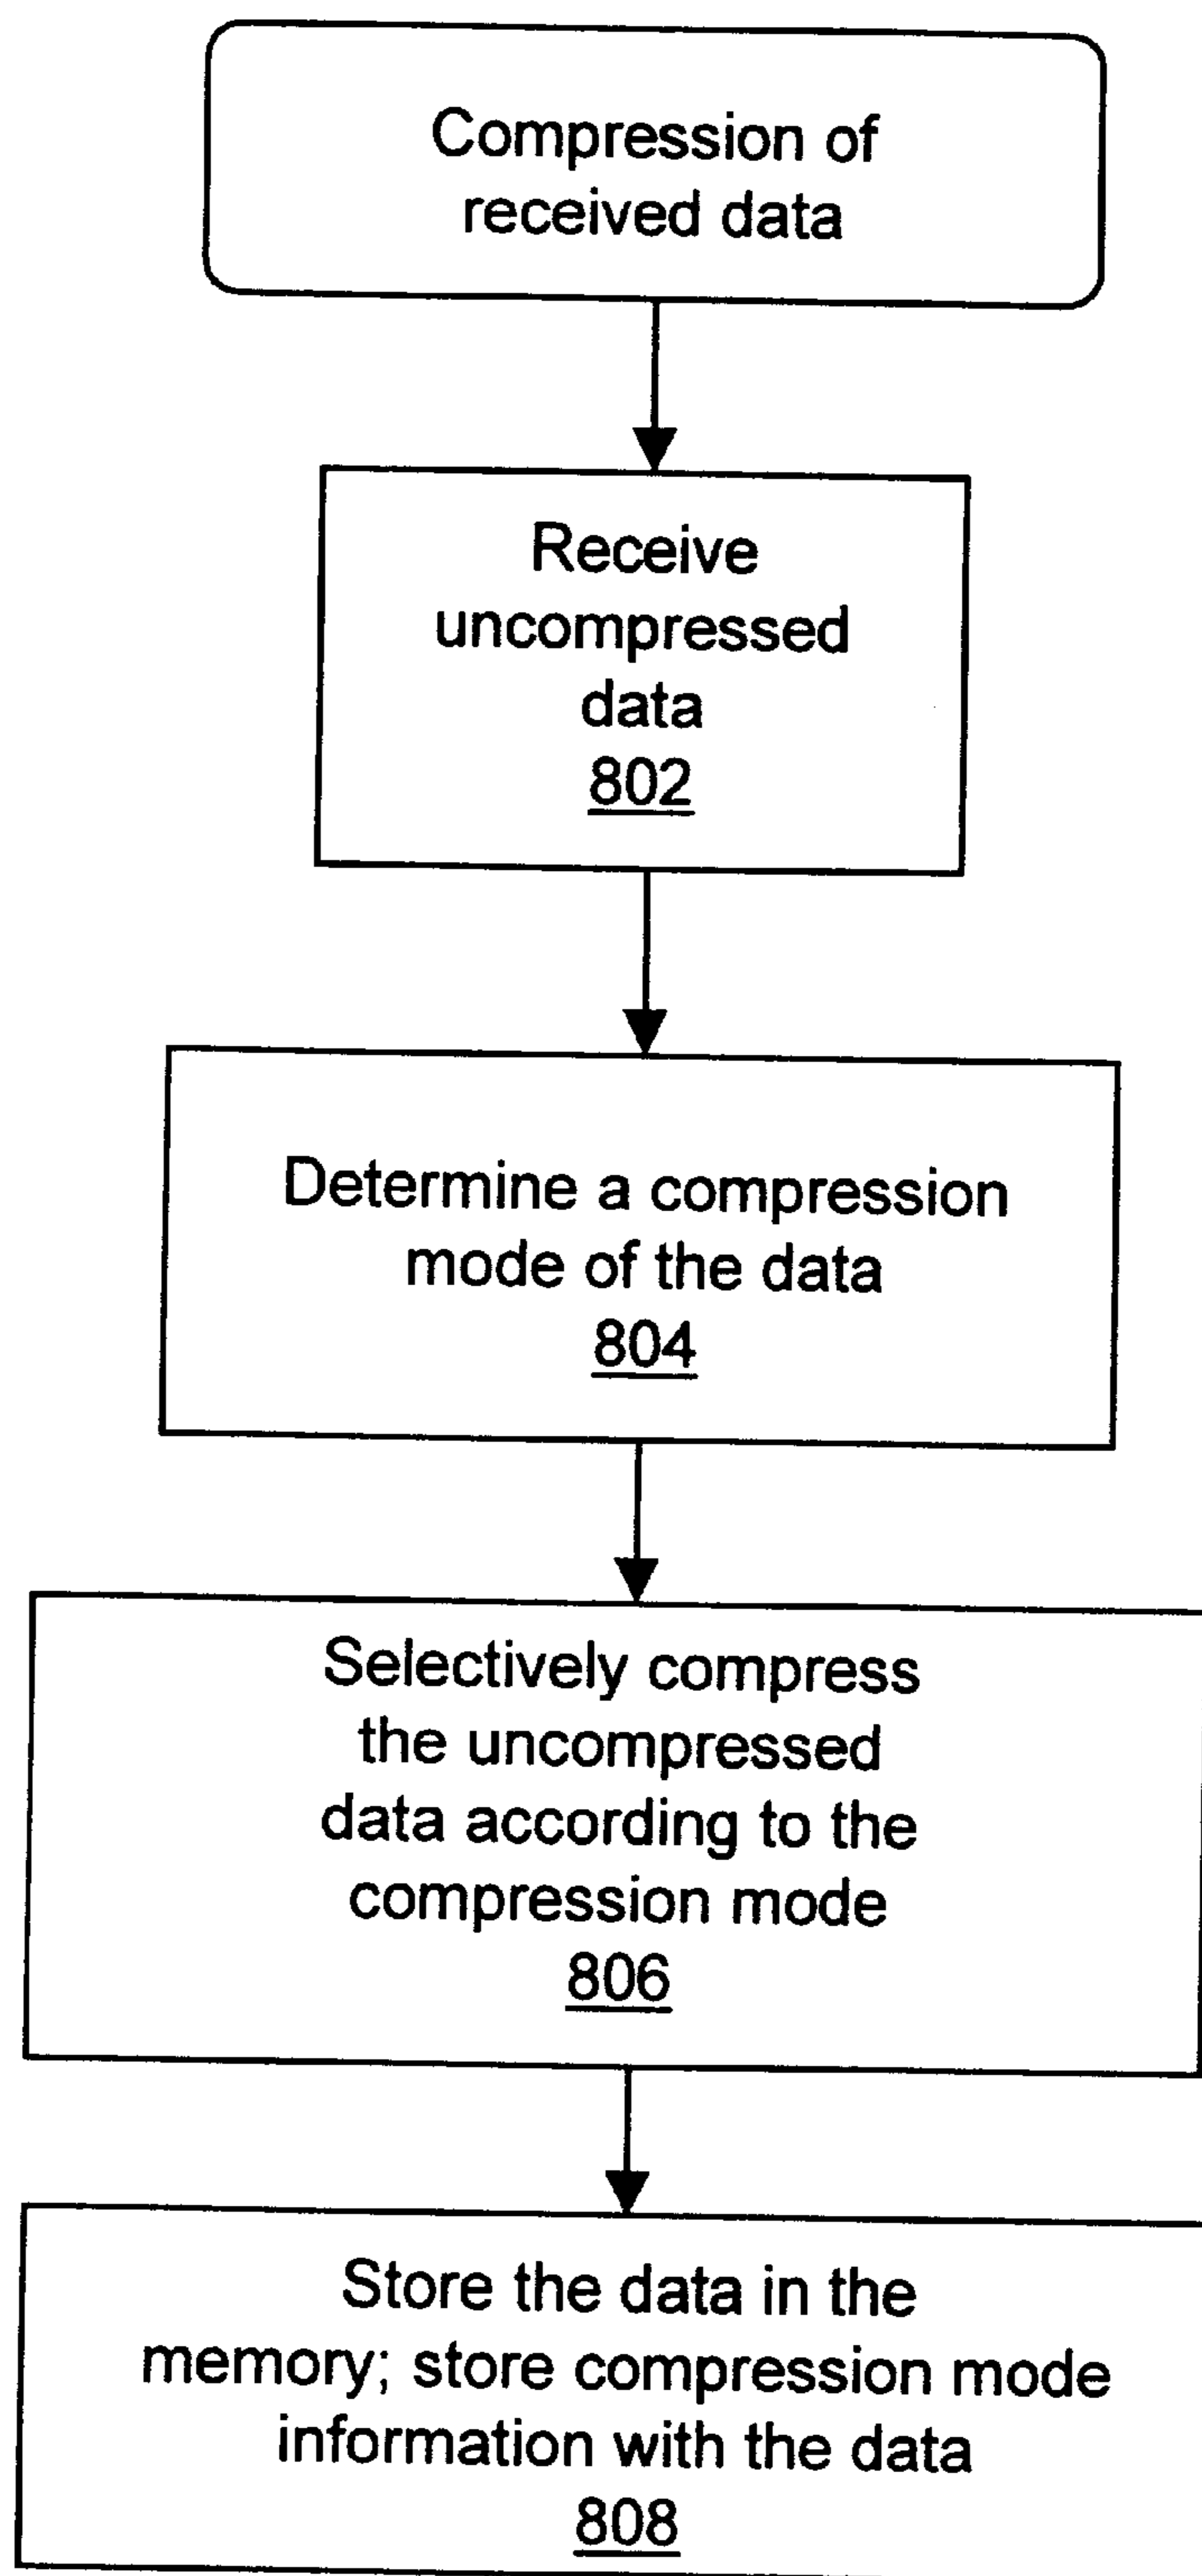 Compression of
received data
Receive
uncompressed
data
802
Determine a compression
mode of the data
804
Selectively compress
the uncompressed
data according to the
compression mode
806
Store the data in the
memory; store compression mode
information with the data
808